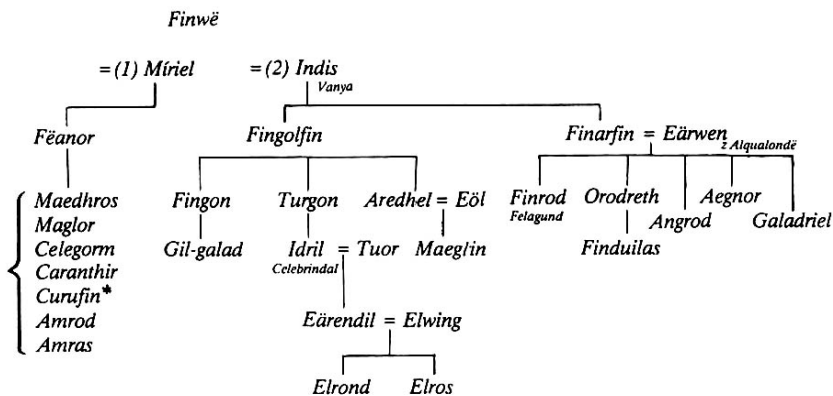 Finwë
= (1) Míriel = (2) Indis
Vanya
Fëanor Fingolfin Finarfin = Eärwen
z Alqualondë
Maedhros Fingon Turgon Aredhel = Eöl Finrod Orodreth Aegnor
Felagund
Maglor Angrod Galadriel
Celegorm Gil-galad Idril = Tuor Maeglin Finduilas
Celebrindal
Caranthir
Curufin*
Amrod Eärendil = Elwing
Amras
Elrond Elros